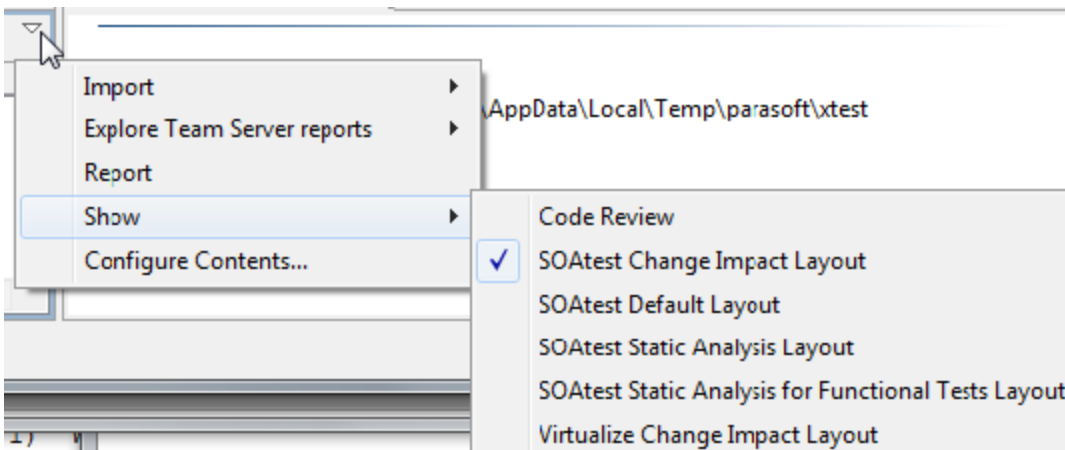 Import
Explore Team Server reports
\AppData\Local\Temp\parasoft\xtest
Report
Show
Code Review
Configure Contents...
SOAtest Change Impact Layout
SOAtest Default Layout
SOAtest Static Analysis Layout
SOAtest Static Analysis for Functional Tests Layout
Virtualize Change Impact Layout